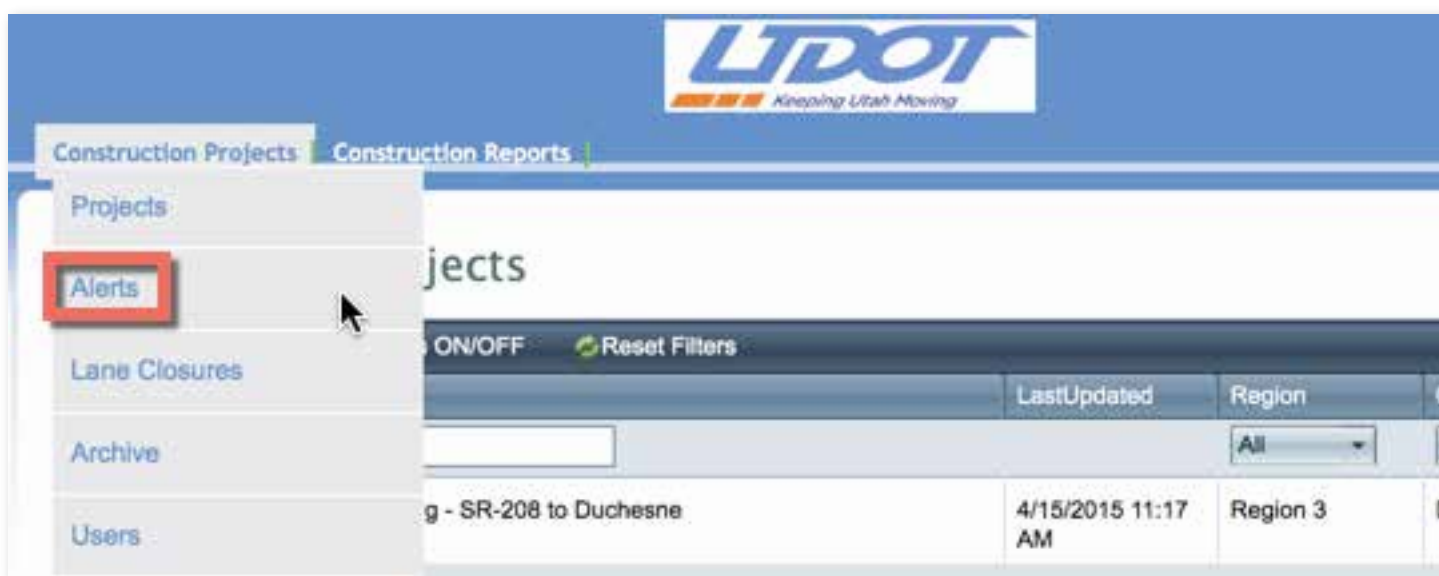 UDOT
Keeping Utah Moving
Construction Projects | Construction Reports |
Projects
Alerts
Lane Closures
Archive
Users
jects
ON/OFF Reset Filters
LastUpdated Region
All
g - SR-208 to Duchesne 4/15/2015 11:17 AM Region 3